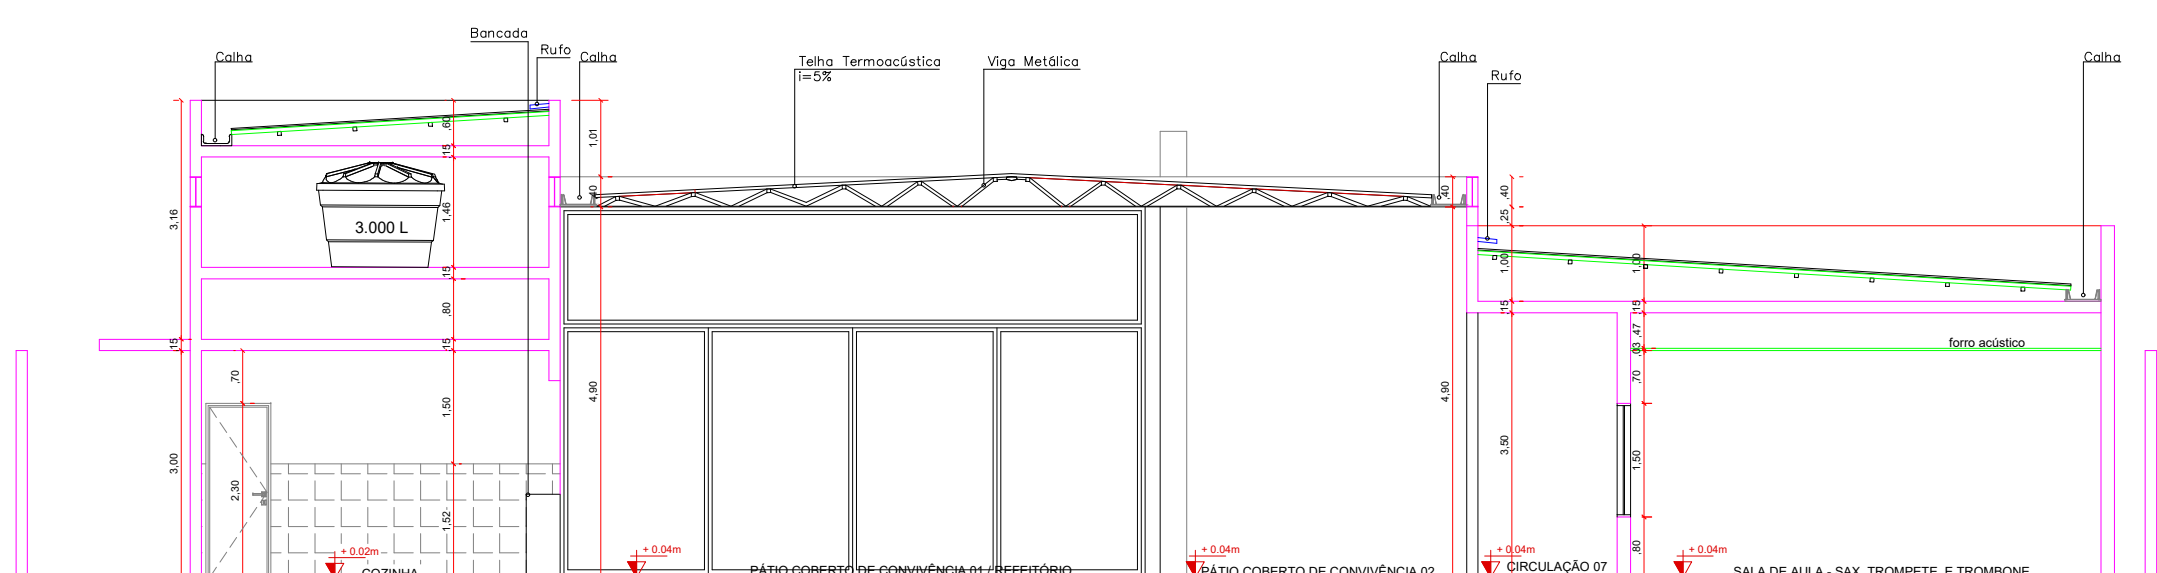 Bancada
Rufo
Calha
Calha
Telha Termoacústica
i=5%
Viga Metálica
Calha
Rufo
Calha
,60
,15
1,46
,15
,80
,15
1,50
1,52
3,16
,15
3,00
,70
2,30
3.000 L
1,01
,40
4,90
,40
4,90
,40
,25
1,00
,15
3,50
1,00
,15
,47
,03
,70
1,50
,80
forro acústico
+ 0.02m
+ 0.04m
+ 0.04m
+ 0.04m
+ 0.04m
COZINHA
PÁTIO COBERTO DE CONVIVÊNCIA 01 / REFEITÓRIO
PÁTIO COBERTO DE CONVIVÊNCIA 02
CIRCULAÇÃO 07
SALA DE AULA - SAX, TROMPETE, E TROMBONE